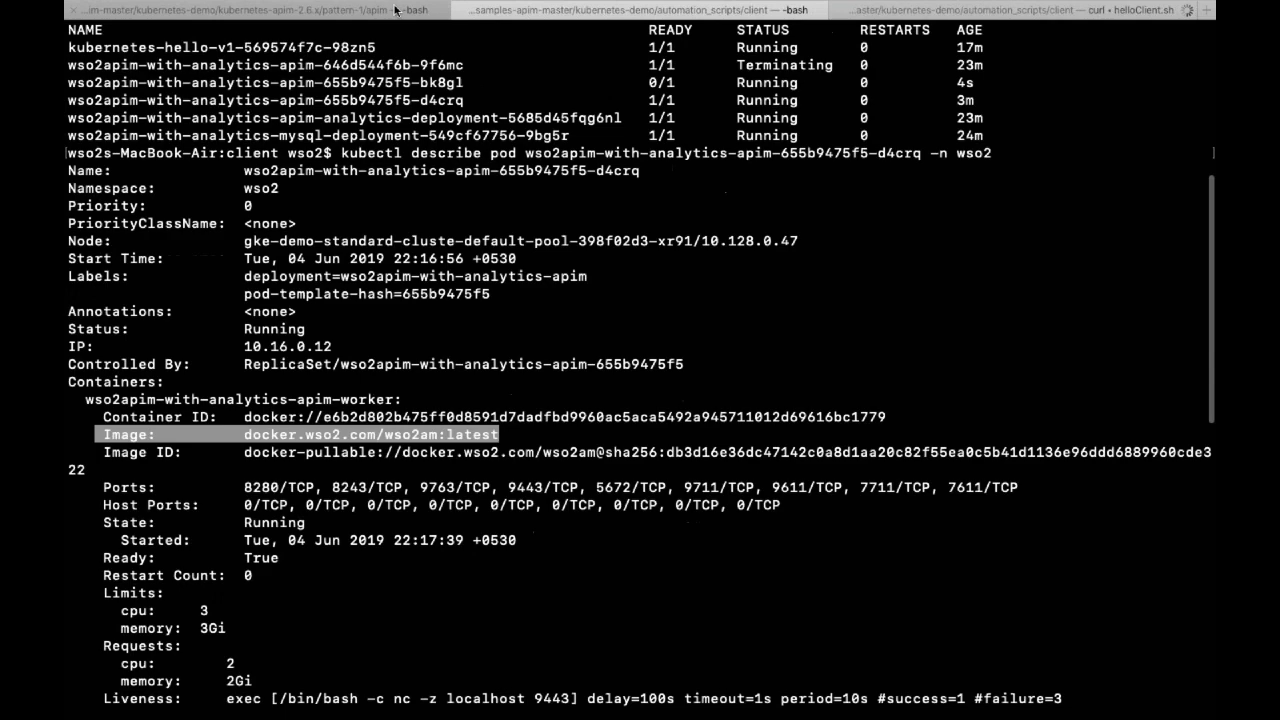 ...im-master/kubernetes-demo/kubernetes-apim-2.6.x/pattern-1/apim — -bash
...samples-apim-master/kubernetes-demo/automation_scripts/client — -bash
...aster/kubernetes-demo/automation_scripts/client — curl • helloClient.sh
NAME READY STATUS RESTARTS AGE
kubernetes-hello-v1-569574f7c-98zn5 1/1 Running 0 17m
wso2apim-with-analytics-apim-646d544f6b-9f6mc 1/1 Terminating 0 23m
wso2apim-with-analytics-apim-655b9475f5-bk8gl 0/1 Running 0 4s
wso2apim-with-analytics-apim-655b9475f5-d4crq 1/1 Running 0 3m
wso2apim-with-analytics-apim-analytics-deployment-5685d45fqg6nl 1/1 Running 0 23m
wso2apim-with-analytics-mysql-deployment-549cf67756-9bg5r 1/1 Running 0 24m
[wso2s-MacBook-Air:client wso2$ kubectl describe pod wso2apim-with-analytics-apim-655b9475f5-d4crq -n wso2 ]
Name: wso2apim-with-analytics-apim-655b9475f5-d4crq
Namespace: wso2
Priority: 0
PriorityClassName: <none>
Node: gke-demo-standard-cluste-default-pool-398f02d3-xr91/10.128.0.47
Start Time: Tue, 04 Jun 2019 22:16:56 +0530
Labels: deployment=wso2apim-with-analytics-apim
pod-template-hash=655b9475f5
Annotations: <none>
Status: Running
IP: 10.16.0.12
Controlled By: ReplicaSet/wso2apim-with-analytics-apim-655b9475f5
Containers:
wso2apim-with-analytics-apim-worker:
Container ID: docker://e6b2d802b475ff0d8591d7dadfbd9960ac5aca5492a945711012d69616bc1779
Image: docker.wso2.com/wso2am:latest
Image ID: docker-pullable://docker.wso2.com/wso2am@sha256:db3d16e36dc47142c0a8d1aa20c82f55ea0c5b41d1136e96ddd6889960cde3
22
Ports: 8280/TCP, 8243/TCP, 9763/TCP, 9443/TCP, 5672/TCP, 9711/TCP, 9611/TCP, 7711/TCP, 7611/TCP
Host Ports: 0/TCP, 0/TCP, 0/TCP, 0/TCP, 0/TCP, 0/TCP, 0/TCP, 0/TCP, 0/TCP
State: Running
Started: Tue, 04 Jun 2019 22:17:39 +0530
Ready: True
Restart Count: 0
Limits:
cpu: 3
memory: 3Gi
Requests:
cpu: 2
memory: 2Gi
Liveness: exec [/bin/bash -c nc -z localhost 9443] delay=100s timeout=1s period=10s #success=1 #failure=3